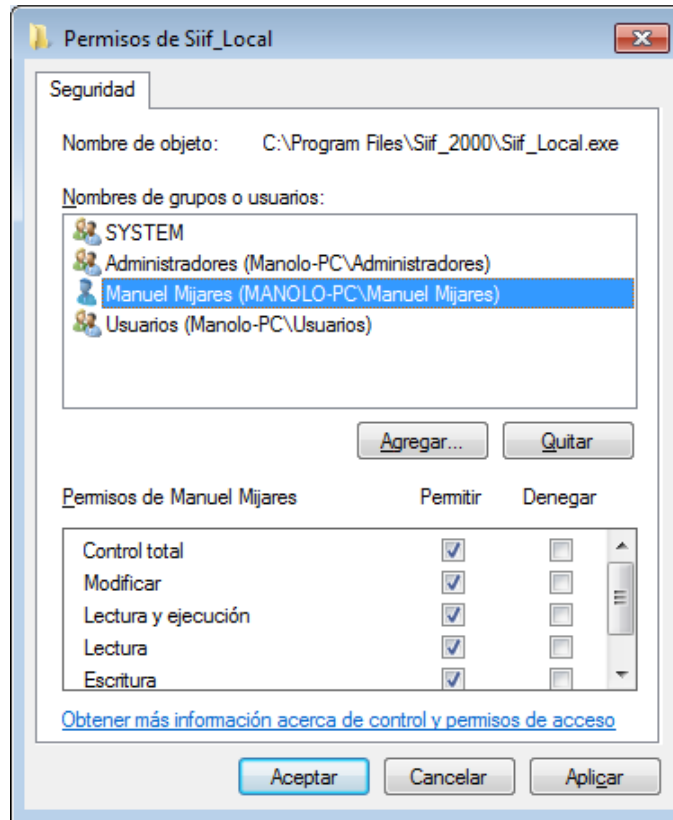 Permisos de Siif_Local
Seguridad
Nombre de objeto: C:\Program Files\Siif_2000\Siif_Local.exe
Nombres de grupos o usuarios:
SYSTEM
Administradores (Manolo-PC\Administradores)
Manuel Mijares (MANOLO-PC\Manuel Mijares)
Usuarios (Manolo-PC\Usuarios)
Agregar... Quitar
Permisos de Manuel Mijares Permitir Denegar
Control total
Modificar
Lectura y ejecución
Lectura
Escritura
Obtener más información acerca de control y permisos de acceso
Aceptar Cancelar Aplicar